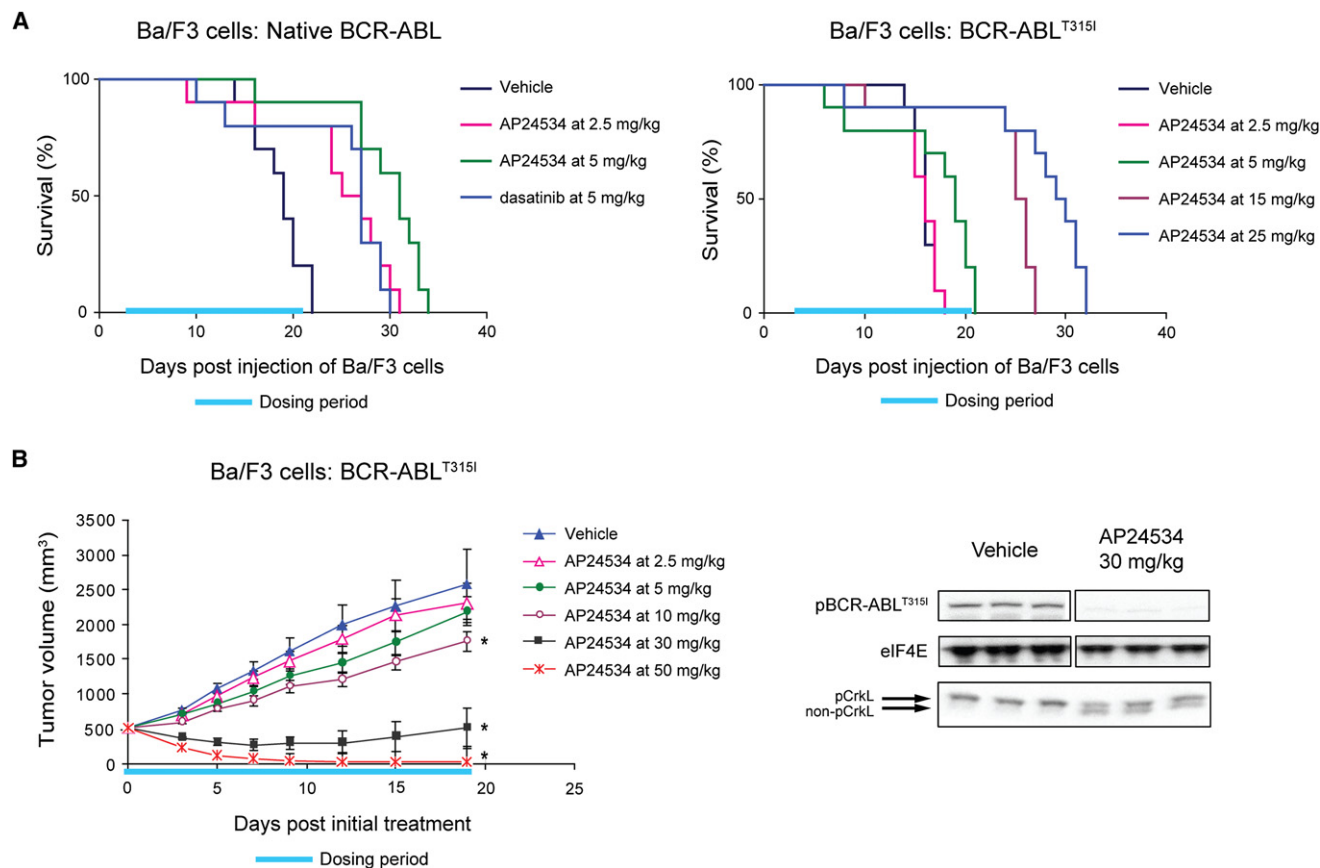 A
Ba/F3 cells: Native BCR-ABL
100
50
0
Survival (%)
0 10 20 30 40
Days post injection of Ba/F3 cells
Dosing period
Vehicle
AP24534 at 2.5 mg/kg
AP24534 at 5 mg/kg
dasatinib at 5 mg/kg
Ba/F3 cells: BCR-ABLT315I
100
50
0
Survival (%)
0 10 20 30 40
Days post injection of Ba/F3 cells
Dosing period
Vehicle
AP24534 at 2.5 mg/kg
AP24534 at 5 mg/kg
AP24534 at 15 mg/kg
AP24534 at 25 mg/kg
B
Ba/F3 cells: BCR-ABLT315I
3500
3000
2500
2000
1500
1000
500
0
Tumor volume (mm3)
0 5 10 15 20 25
Days post initial treatment
Dosing period
*
*
*
Vehicle
AP24534 at 2.5 mg/kg
AP24534 at 5 mg/kg
AP24534 at 10 mg/kg
AP24534 at 30 mg/kg
AP24534 at 50 mg/kg
Vehicle
AP24534
30 mg/kg
pBCR-ABLT315I
eIF4E
pCrkL
non-pCrkL